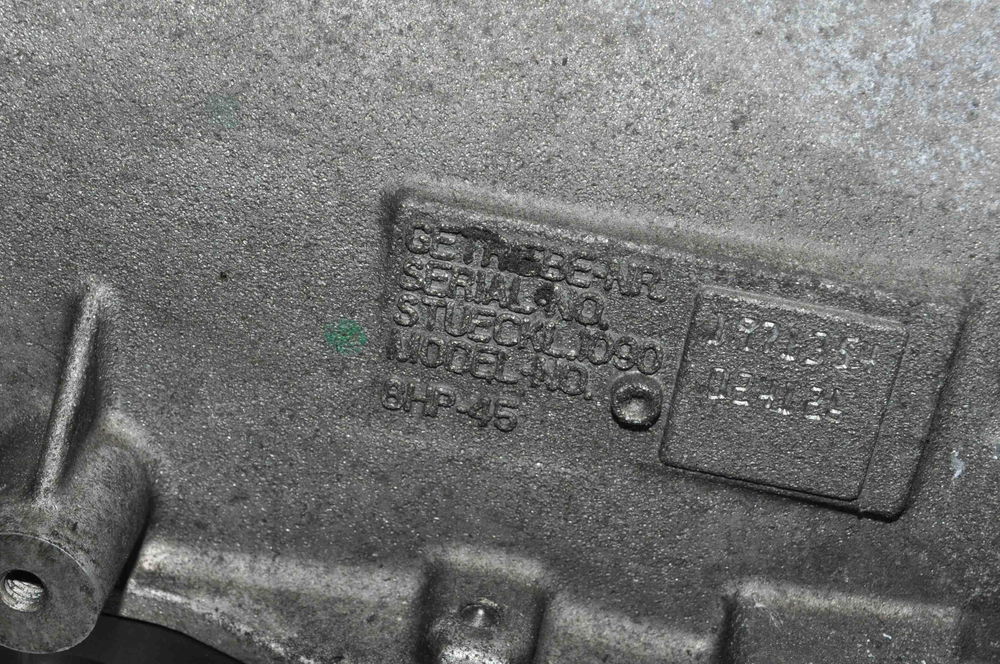 GETRIEBE-NR.
SERIAL-NO.
STUECKL.1090
MODEL-NO.
8HP-45